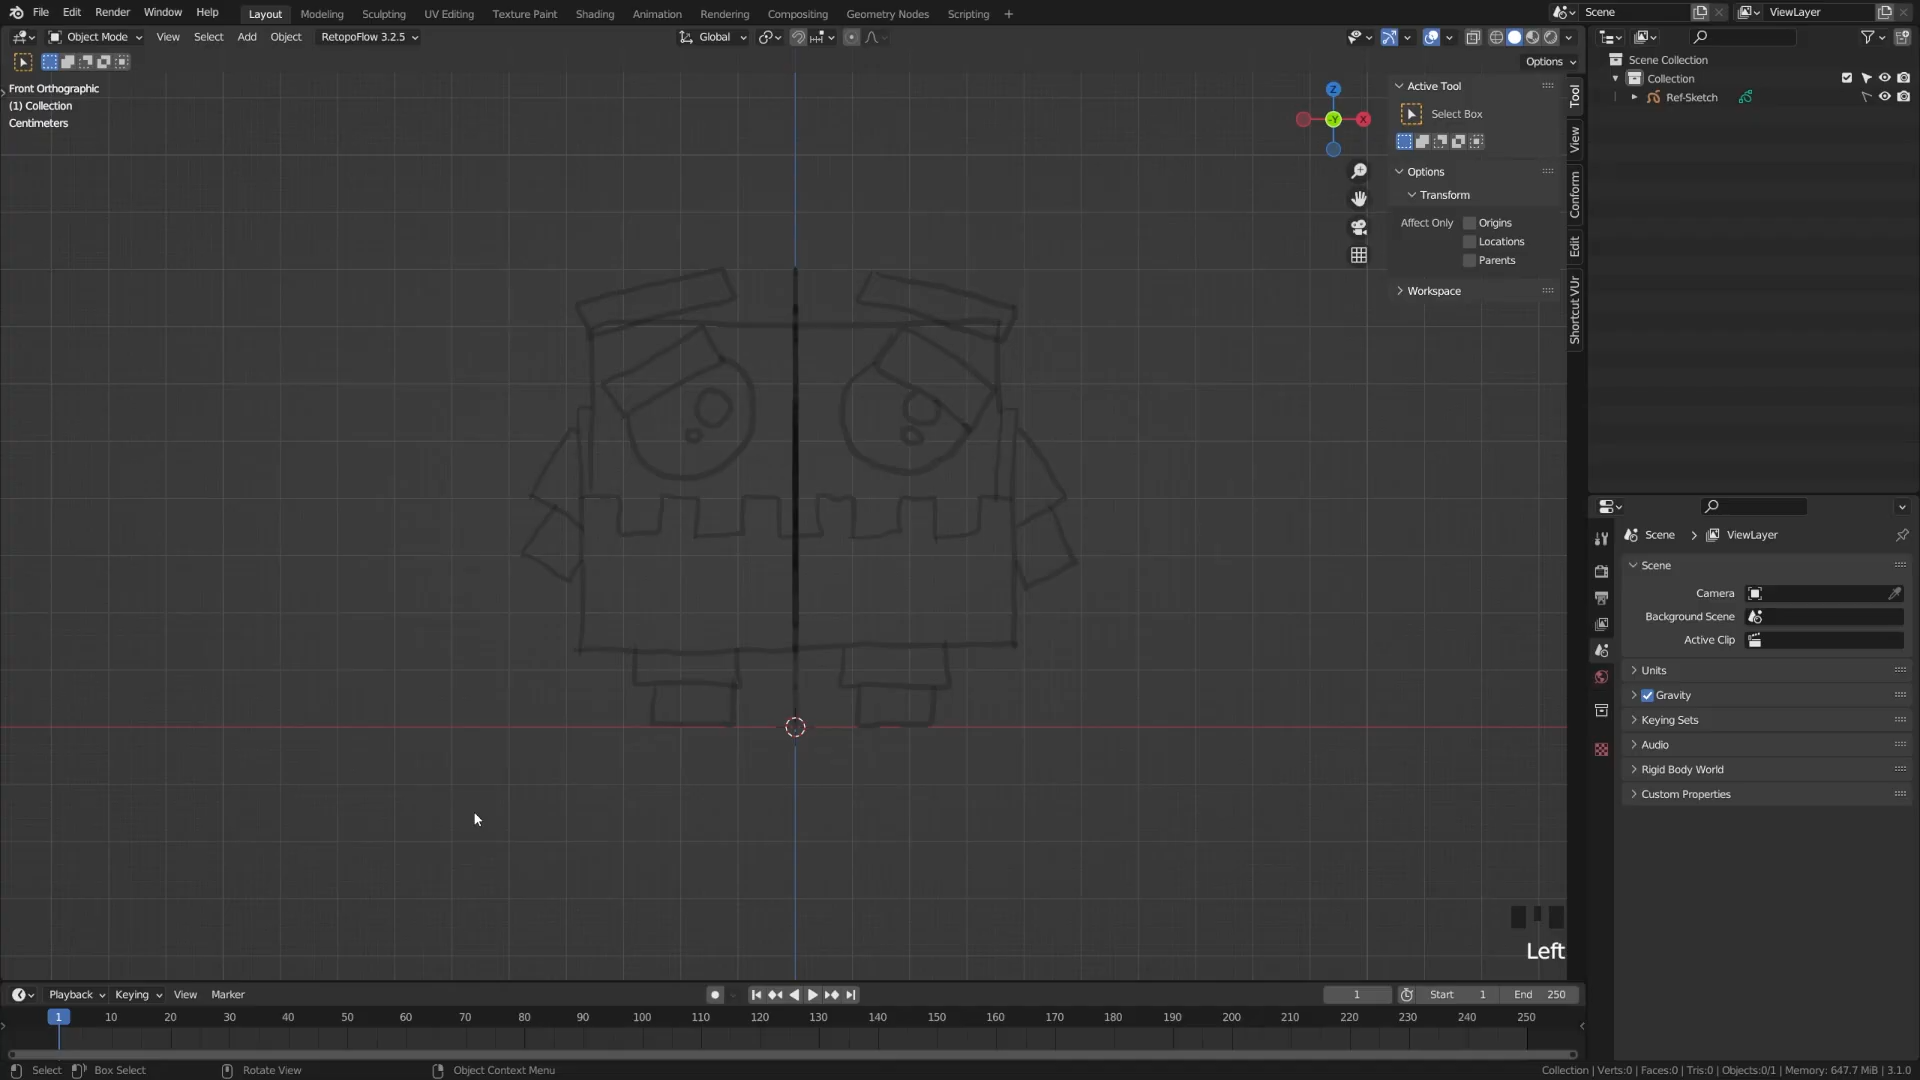 File Edit Render Window Help Layout Modeling Sculpting UV Editing Texture Paint Shading Animation Rendering Compositing Geometry Nodes Scripting + Scene ViewLayer
Object Mode View Select Add Object RetopoFlow 3.2.5 Global
Options
Front Orthographic
(1) Collection
Centimeters
Z
-Y
X
Active Tool
Select Box
Options
Transform
Affect Only Origins
Locations
Parents
Workspace
Tool
View
Conform
Edit
Shortcut VUr
Scene Collection
Collection
Ref-Sketch
Scene > ViewLayer
Scene
Camera
Background Scene
Active Clip
Units
Gravity
Keying Sets
Audio
Rigid Body World
Custom Properties
Left
Playback Keying View Marker 1 Start 1 End 250
1 10 20 30 40 50 60 70 80 90 100 110 120 130 140 150 160 170 180 190 200 210 220 230 240 250
Select Box Select Rotate View Object Context Menu Collection | Verts:0 | Faces:0 | Tris:0 | Objects:0/1 | Memory: 647.7 MiB | 3.1.0